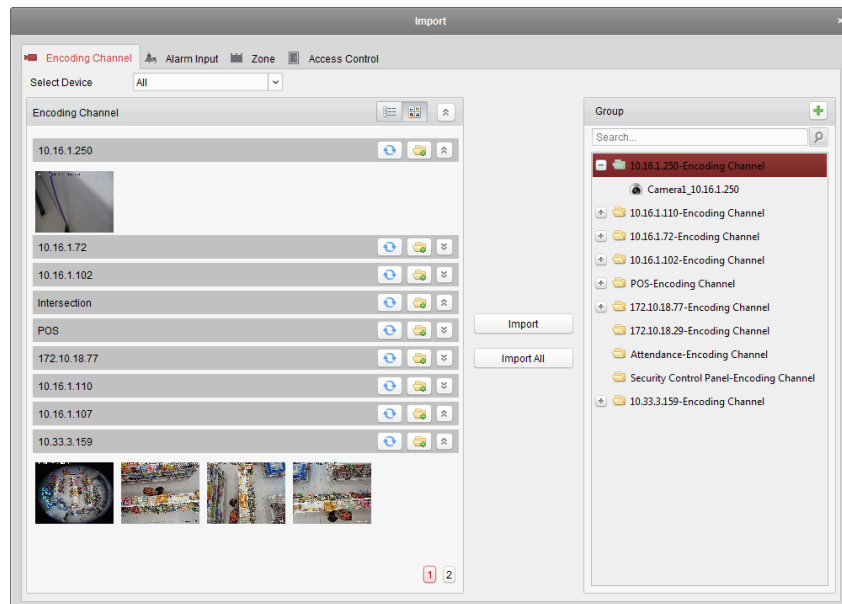 Import
Encoding Channel Alarm Input Zone Access Control
Select Device All
Encoding Channel
10.16.1.250
10.16.1.72
10.16.1.102
Intersection
POS
172.10.18.77
10.16.1.110
10.16.1.107
10.33.3.159
1 2
Import
Import All
Group
Search...
10.16.1.250-Encoding Channel
Camera1_10.16.1.250
10.16.1.110-Encoding Channel
10.16.1.72-Encoding Channel
10.16.1.102-Encoding Channel
POS-Encoding Channel
172.10.18.77-Encoding Channel
172.10.18.29-Encoding Channel
Attendance-Encoding Channel
Security Control Panel-Encoding Channel
10.33.3.159-Encoding Channel